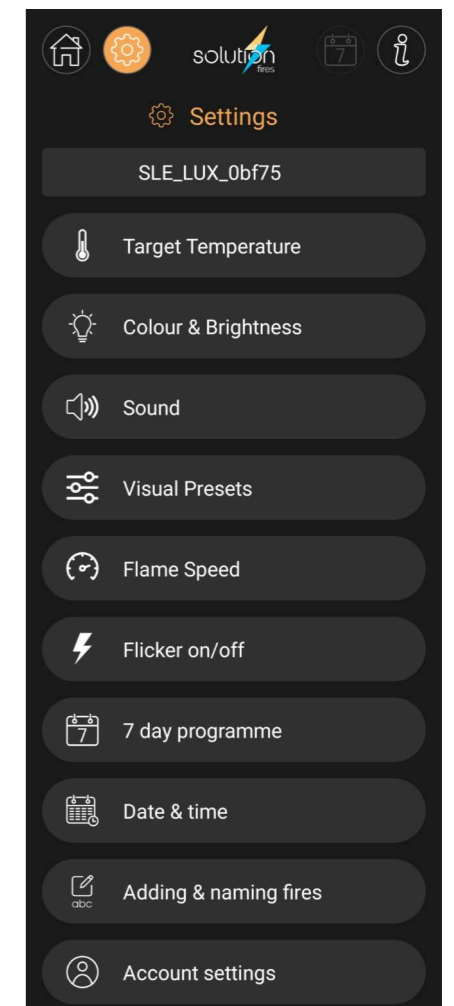 solution
fires
7
i
Settings
SLE_LUX_0bf75
Target Temperature
Colour & Brightness
Sound
Visual Presets
Flame Speed
Flicker on/off
7
7 day programme
Date & time
abc
Adding & naming fires
Account settings